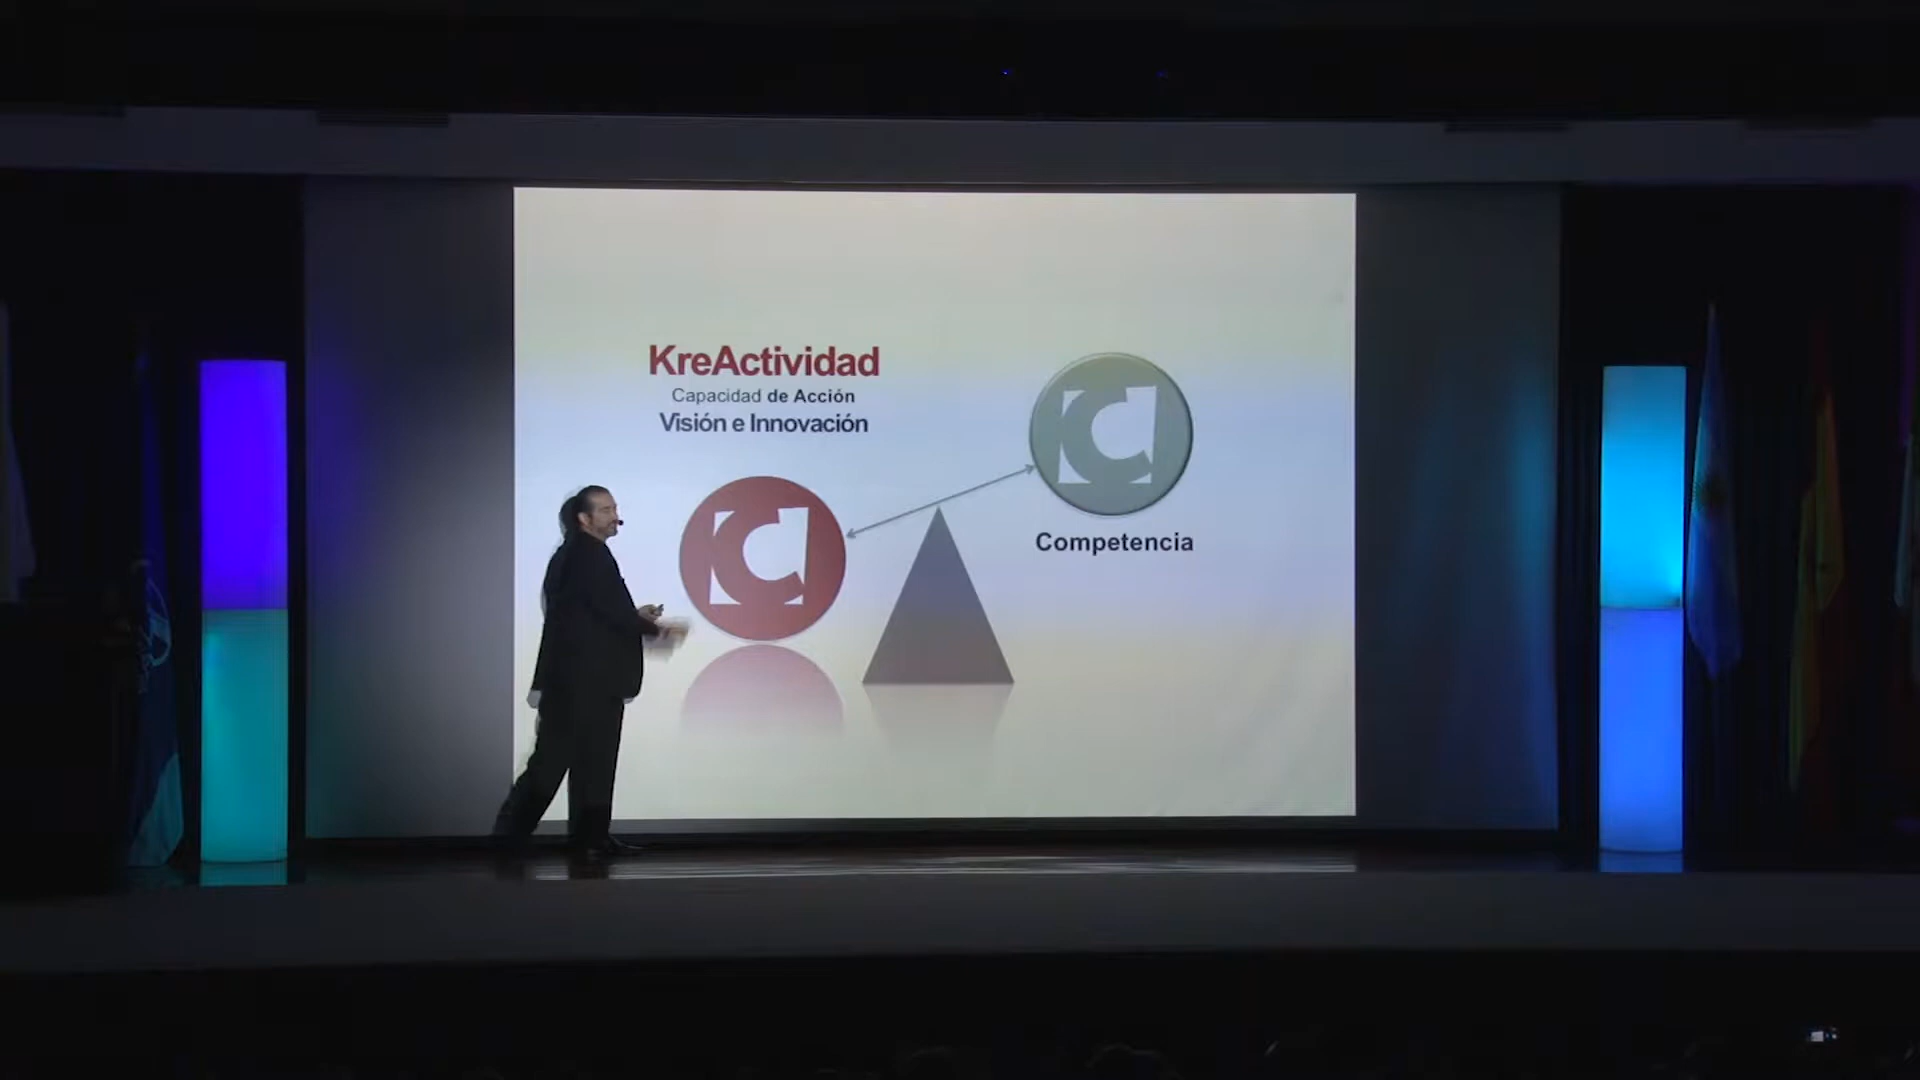 KreActividad
Capacidad de Acción
Visión e Innovación
Competencia